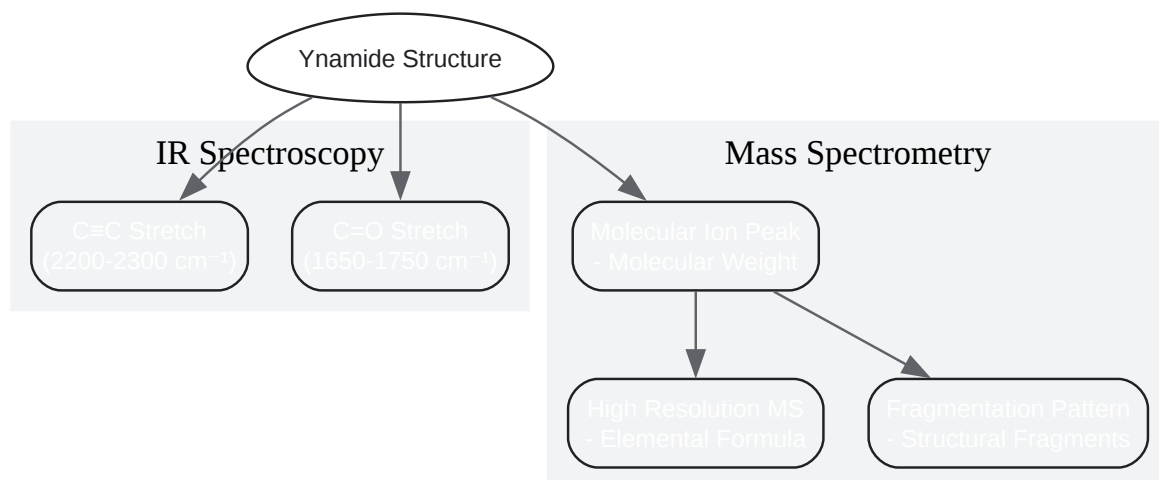 Ynamide Structure
IR Spectroscopy
Mass Spectrometry
C≡C Stretch
(2200-2300 cm⁻¹)
C=O Stretch
(1650-1750 cm⁻¹)
Molecular Ion Peak
- Molecular Weight
High Resolution MS
- Elemental Formula
Fragmentation Pattern
- Structural Fragments